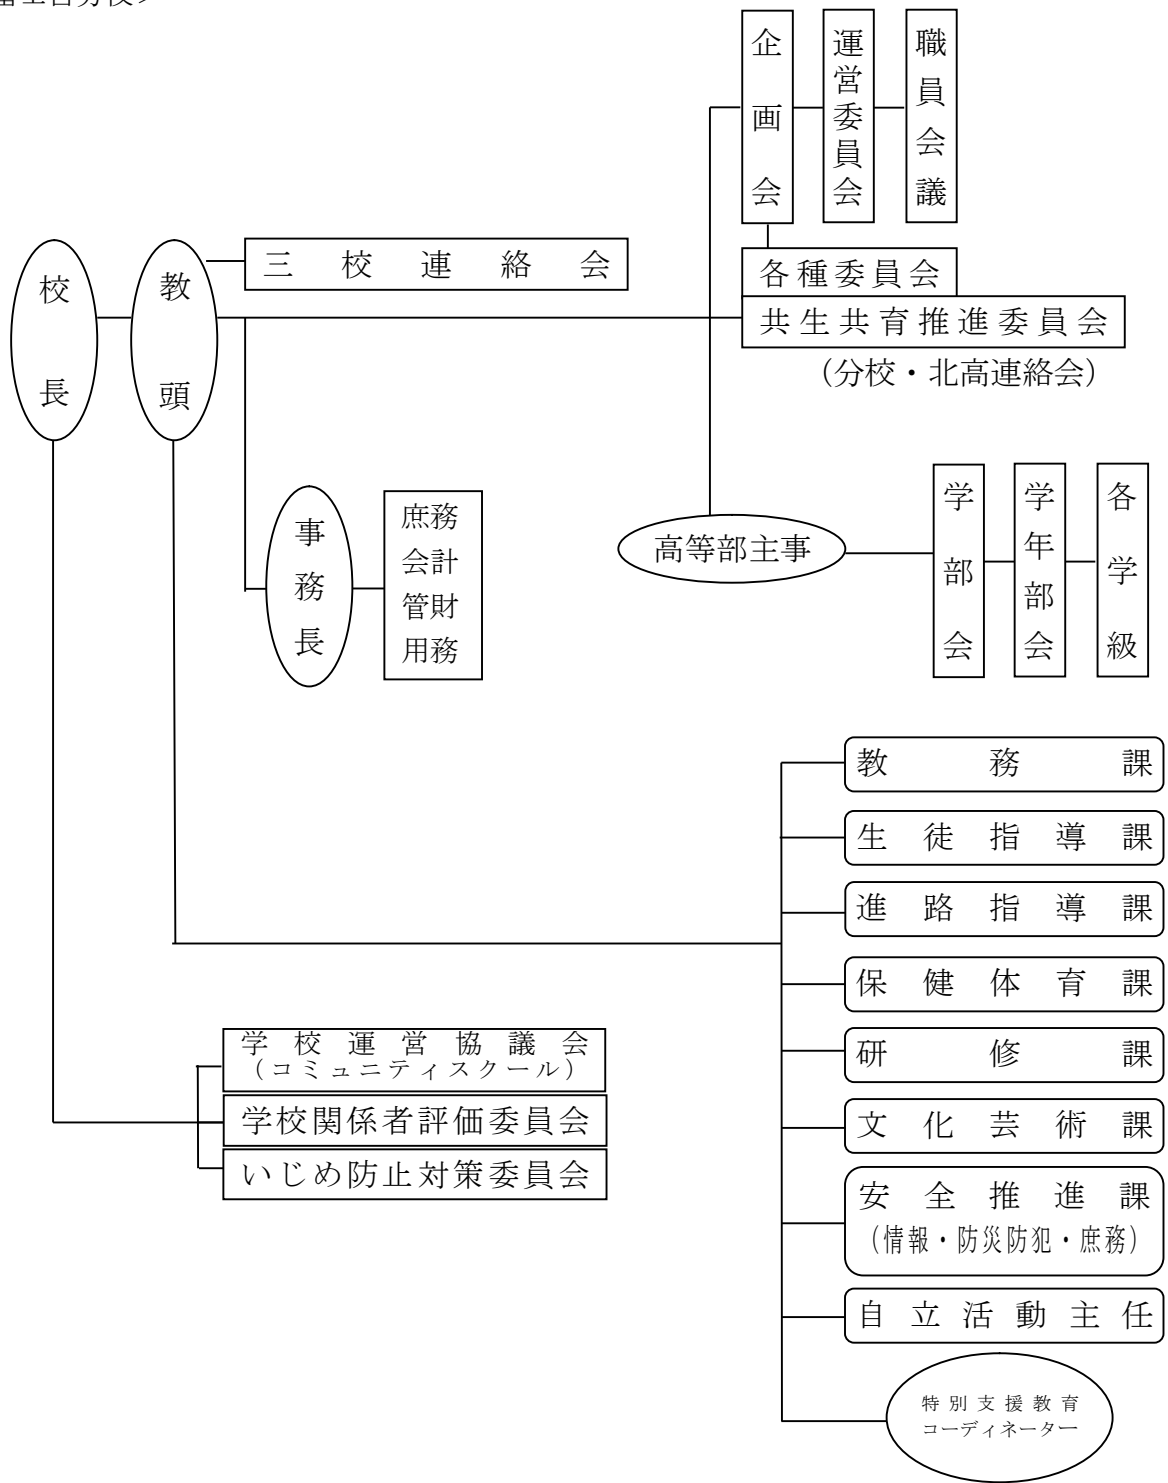 企画会
運営委員会
職員会議
校長
教頭
三校連絡会
各種委員会
共生共育推進委員会
（分校・北高連絡会）
事務長
庶務
会計
管財
用務
高等部主事
学部会
学年部会
各学級
教務課
生徒指導課
進路指導課
保健体育課
研修課
文化芸術課
安全推進課
（情報・防災防犯・庶務）
自立活動主任
特別支援教育
コーディネーター
学校運営協議会
（コミュニティスクール）
学校関係者評価委員会
いじめ防止対策委員会